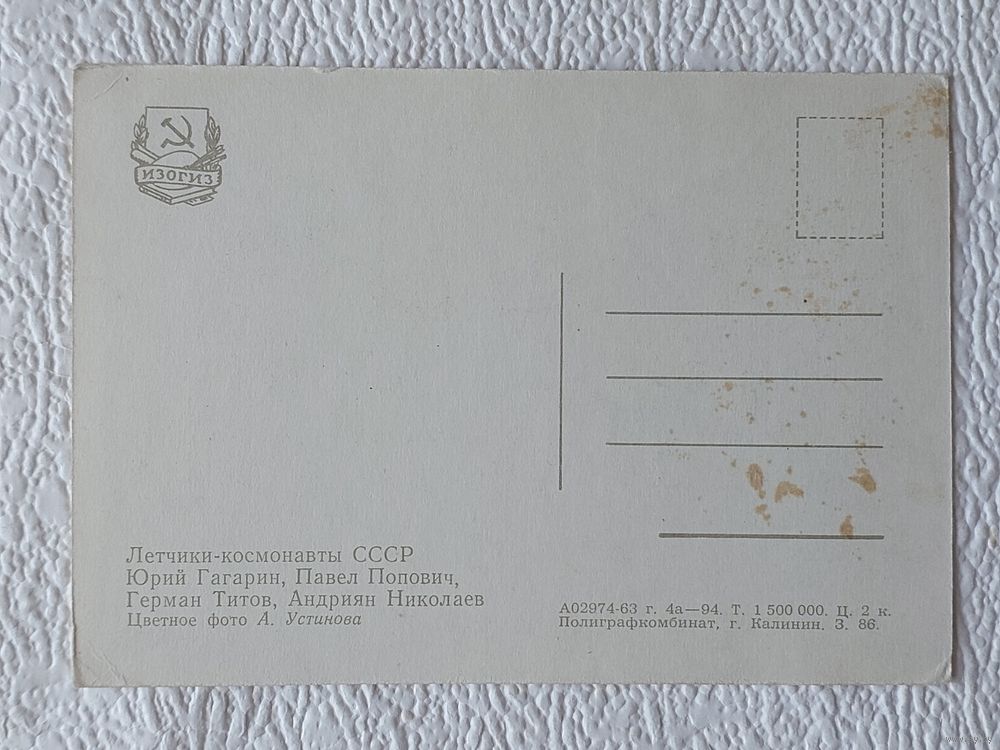 ИЗОГИЗ
Летчики-космонавты СССР
Юрий Гагарин, Павел Попович,
Герман Титов, Андриян Николаев
Цветное фото А. Устинова
А02974-63 г. 4а—94. Т. 1 500 000. Ц. 2 к.
Полиграфкомбинат, г. Калинин. З. 86.